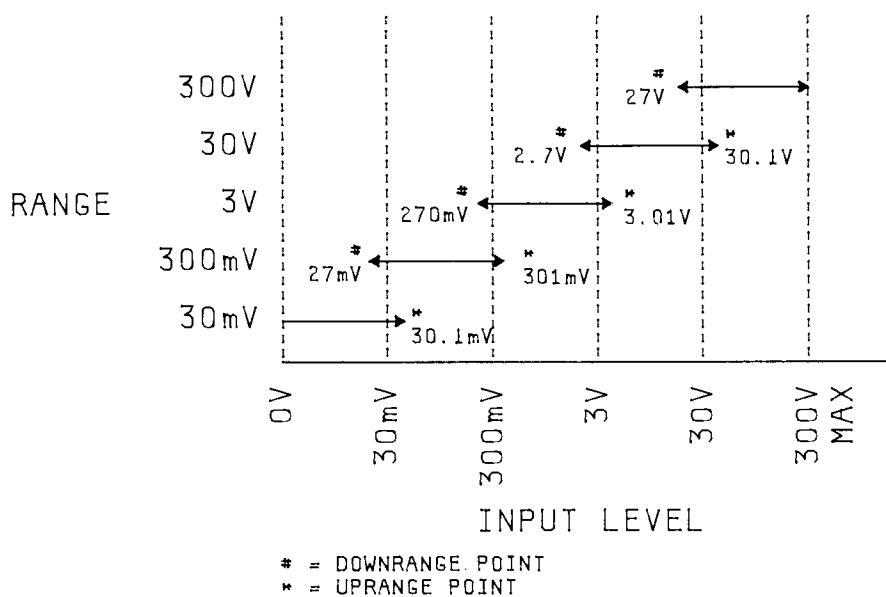 300V
#
27V
30V
#
2.7V
*
30.1V
RANGE
3V
#
270mV
*
3.01V
300mV
#
27mV
*
301mV
30mV
*
30.1mV
0V
30mV
300mV
3V
30V
300V
MAX
INPUT LEVEL
# = DOWNRANGE POINT
* = UPRANGE POINT